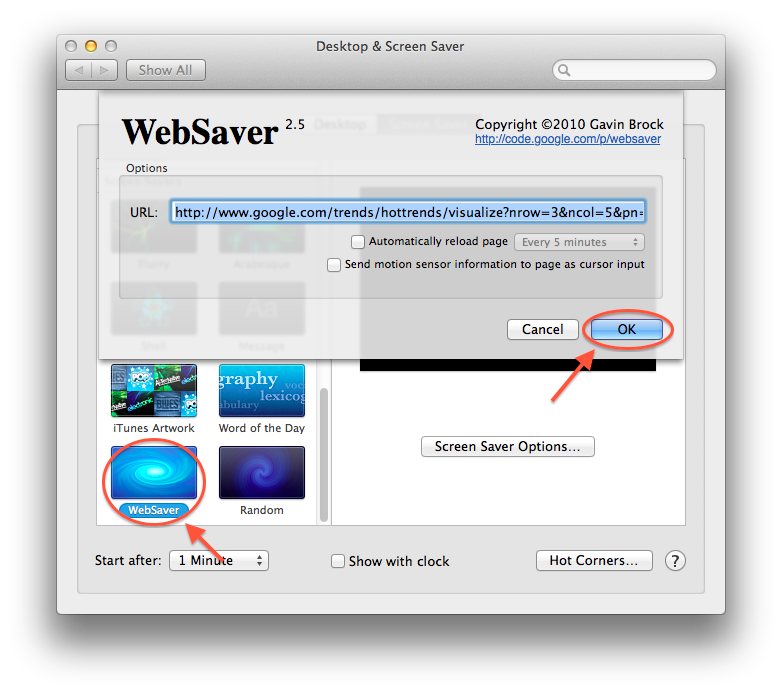 Desktop & Screen Saver
Show All
WebSaver 2.5
Desktop
Copyright ©2010 Gavin Brock
http://code.google.com/p/websaver
Options
URL: http://www.google.com/trends/hottrends/visualize?nrow=3&ncol=5&pn=
Automatically reload page Every 5 minutes
Send motion sensor information to page as cursor input
Flurry Arabesque
Aa
Shell Message
Cancel OK
iTunes Artwork Word of the Day
WebSaver Random
Screen Saver Options...
Start after: 1 Minute Show with clock Hot Corners... ?